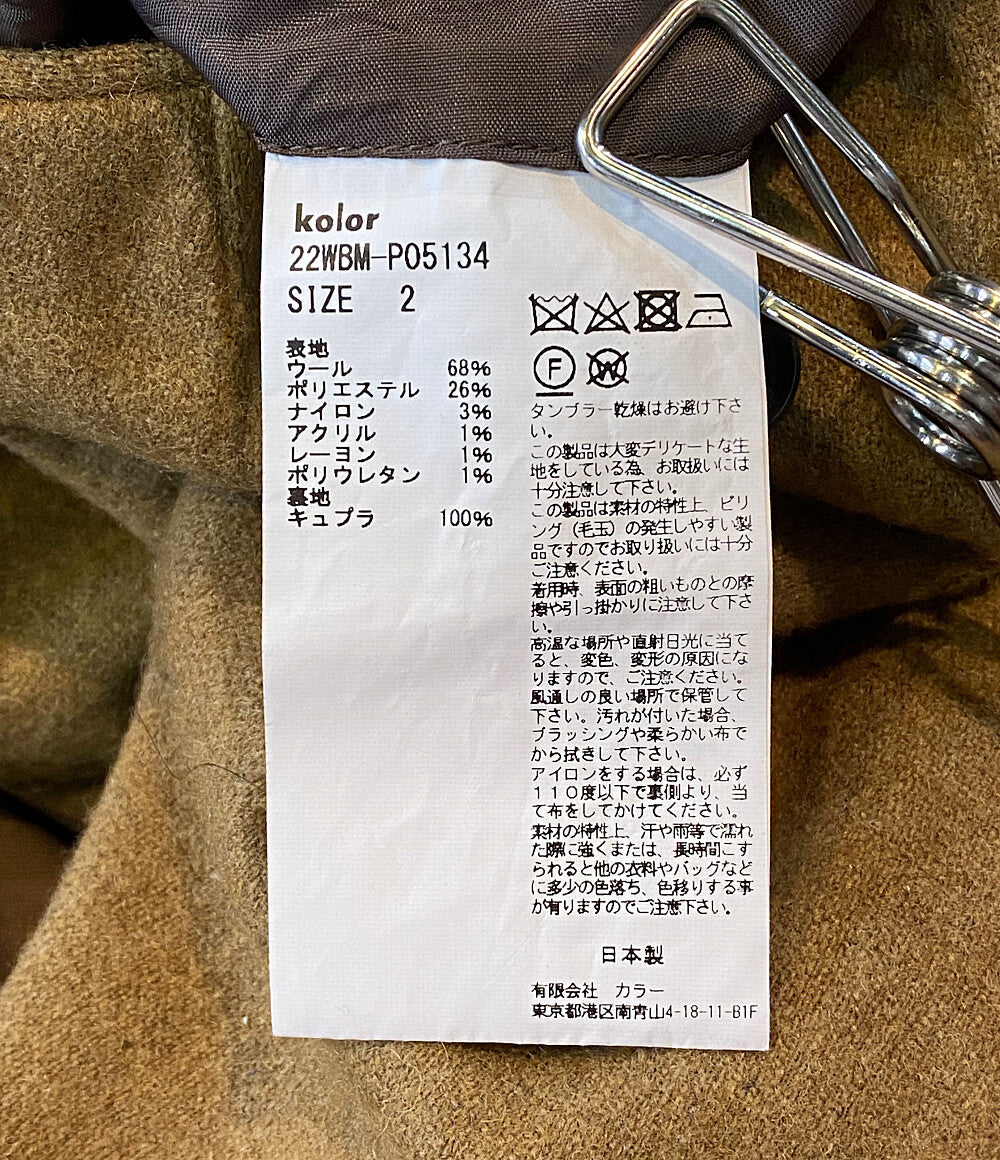 kolor
22WBM-P05134
SIZE 2
表地
ウール 68%
ポリエステル 26%
ナイロン 3%
アクリル 1%
レーヨン 1%
ポリウレタン 1%
裏地
キュプラ 100%
F
W
タンブラー乾燥はお避け下さ
い。
この製品は大変デリケートな生
地をしている為、お取扱いには
十分注意して下さい。
この製品は素材の特性上、ピリ
ング（毛玉）の発生しやすい製
品ですのでお取り扱いには十分
ご注意ください。
着用時、表面の粗いものとの摩
擦や引っ掛かりに注意して下さ
い。
高温な場所や直射日光に当て
ると、変色、変形の原因にな
りますので、ご注意ください。
風通しの良い場所で保管して
下さい。汚れが付いた場合、
ブラッシングや柔らかい布で
から拭きして下さい。
アイロンをする場合は、必ず
１１０度以下で裏側より、当
て布をしてかけてください。
素材の特性上、汗や雨等で濡れ
た際に強くまたは、長時間こす
られると他の衣料やバッグなど
に多少の色落ち、色移りする事
が有りますのでご注意下さい。
日本製
有限会社 カラー
東京都港区南青山4-18-11-B1F